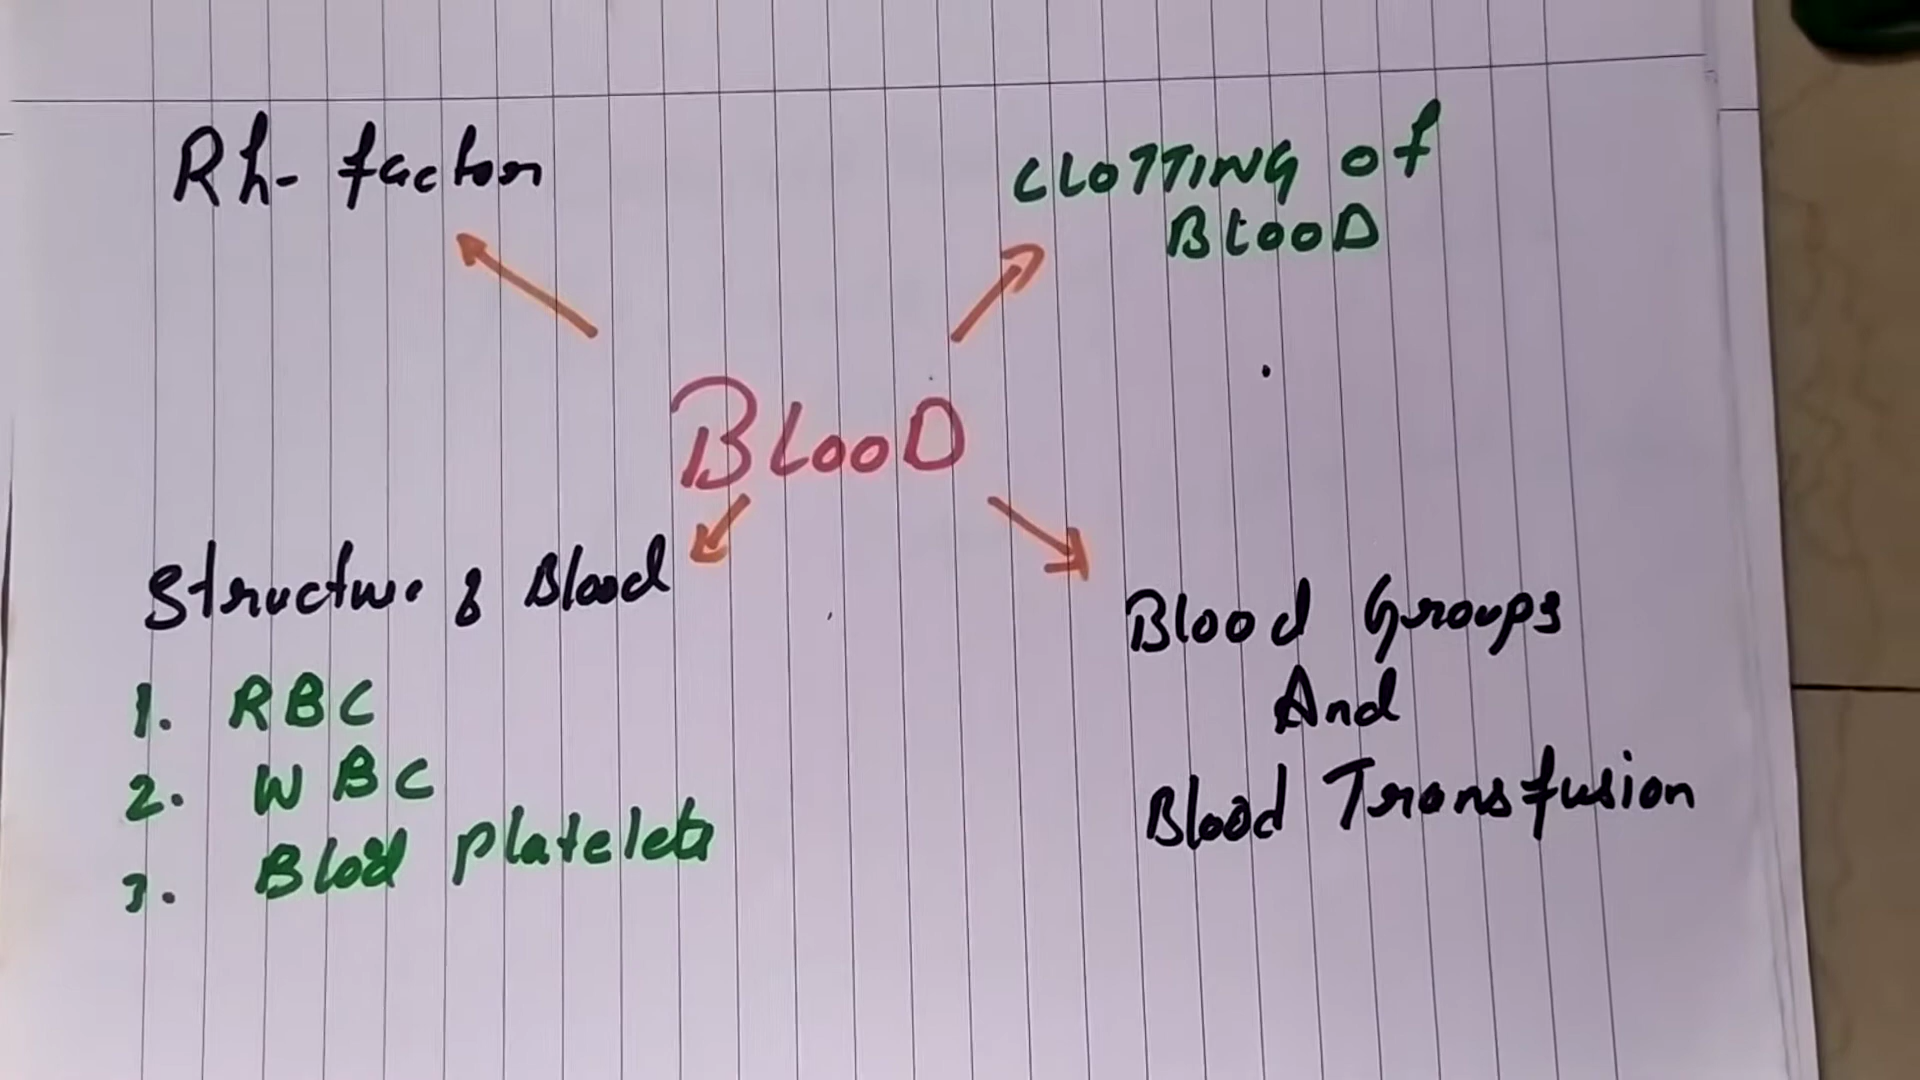 Rh- factor
CLOTTING of
BLOOD
BLOOD
Structure of Blood
1. RBC
2. WBC
3. Blood platelets
Blood Groups
And
Blood Transfusion